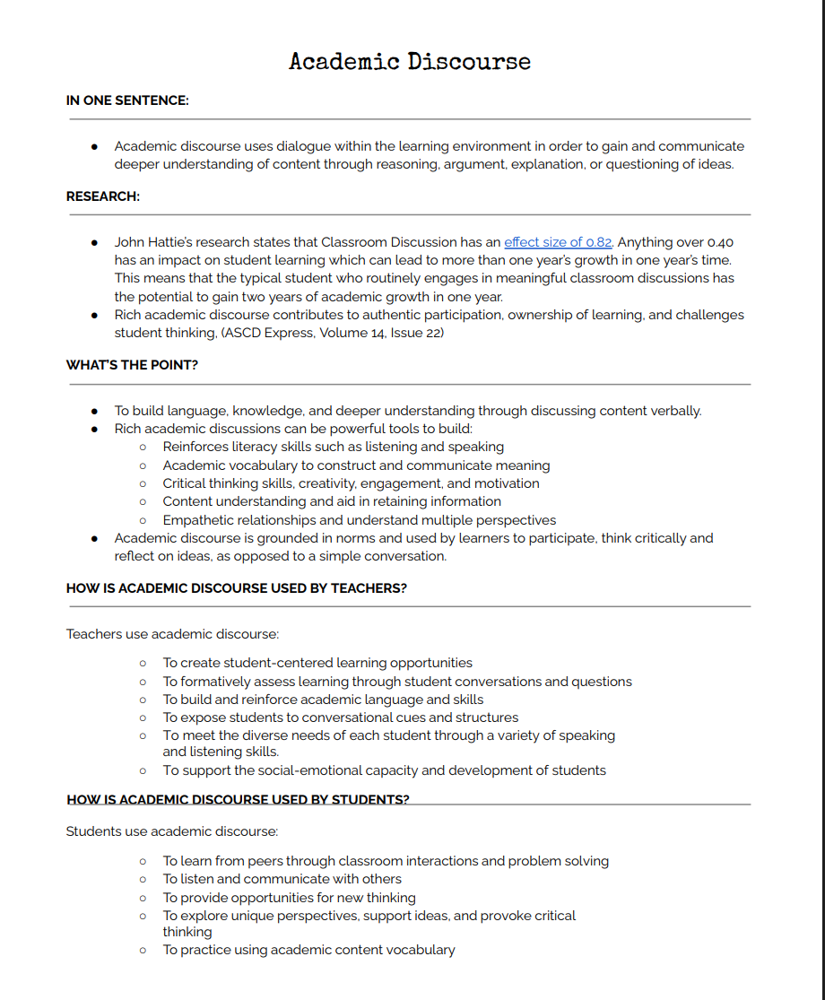 Academic Discourse
IN ONE SENTENCE:
● Academic discourse uses dialogue within the learning environment in order to gain and communicate
deeper understanding of content through reasoning, argument, explanation, or questioning of ideas.
RESEARCH:
● John Hattie's research states that Classroom Discussion has an effect size of 0.82. Anything over 0.40
has an impact on student learning which can lead to more than one year's growth in one year's time.
This means that the typical student who routinely engages in meaningful classroom discussions has
the potential to gain two years of academic growth in one year.
● Rich academic discourse contributes to authentic participation, ownership of learning, and challenges
student thinking, (ASCD Express, Volume 14, Issue 22)
WHAT'S THE POINT?
● To build language, knowledge, and deeper understanding through discussing content verbally.
● Rich academic discussions can be powerful tools to build:
○ Reinforces literacy skills such as listening and speaking
○ Academic vocabulary to construct and communicate meaning
○ Critical thinking skills, creativity, engagement, and motivation
○ Content understanding and aid in retaining information
○ Empathetic relationships and understand multiple perspectives
● Academic discourse is grounded in norms and used by learners to participate, think critically and
reflect on ideas, as opposed to a simple conversation.
HOW IS ACADEMIC DISCOURSE USED BY TEACHERS?
Teachers use academic discourse:
○ To create student-centered learning opportunities
○ To formatively assess learning through student conversations and questions
○ To build and reinforce academic language and skills
○ To expose students to conversational cues and structures
○ To meet the diverse needs of each student through a variety of speaking
and listening skills.
○ To support the social-emotional capacity and development of students
HOW IS ACADEMIC DISCOURSE USED BY STUDENTS?
Students use academic discourse:
○ To learn from peers through classroom interactions and problem solving
○ To listen and communicate with others
○ To provide opportunities for new thinking
○ To explore unique perspectives, support ideas, and provoke critical
thinking
○ To practice using academic content vocabulary